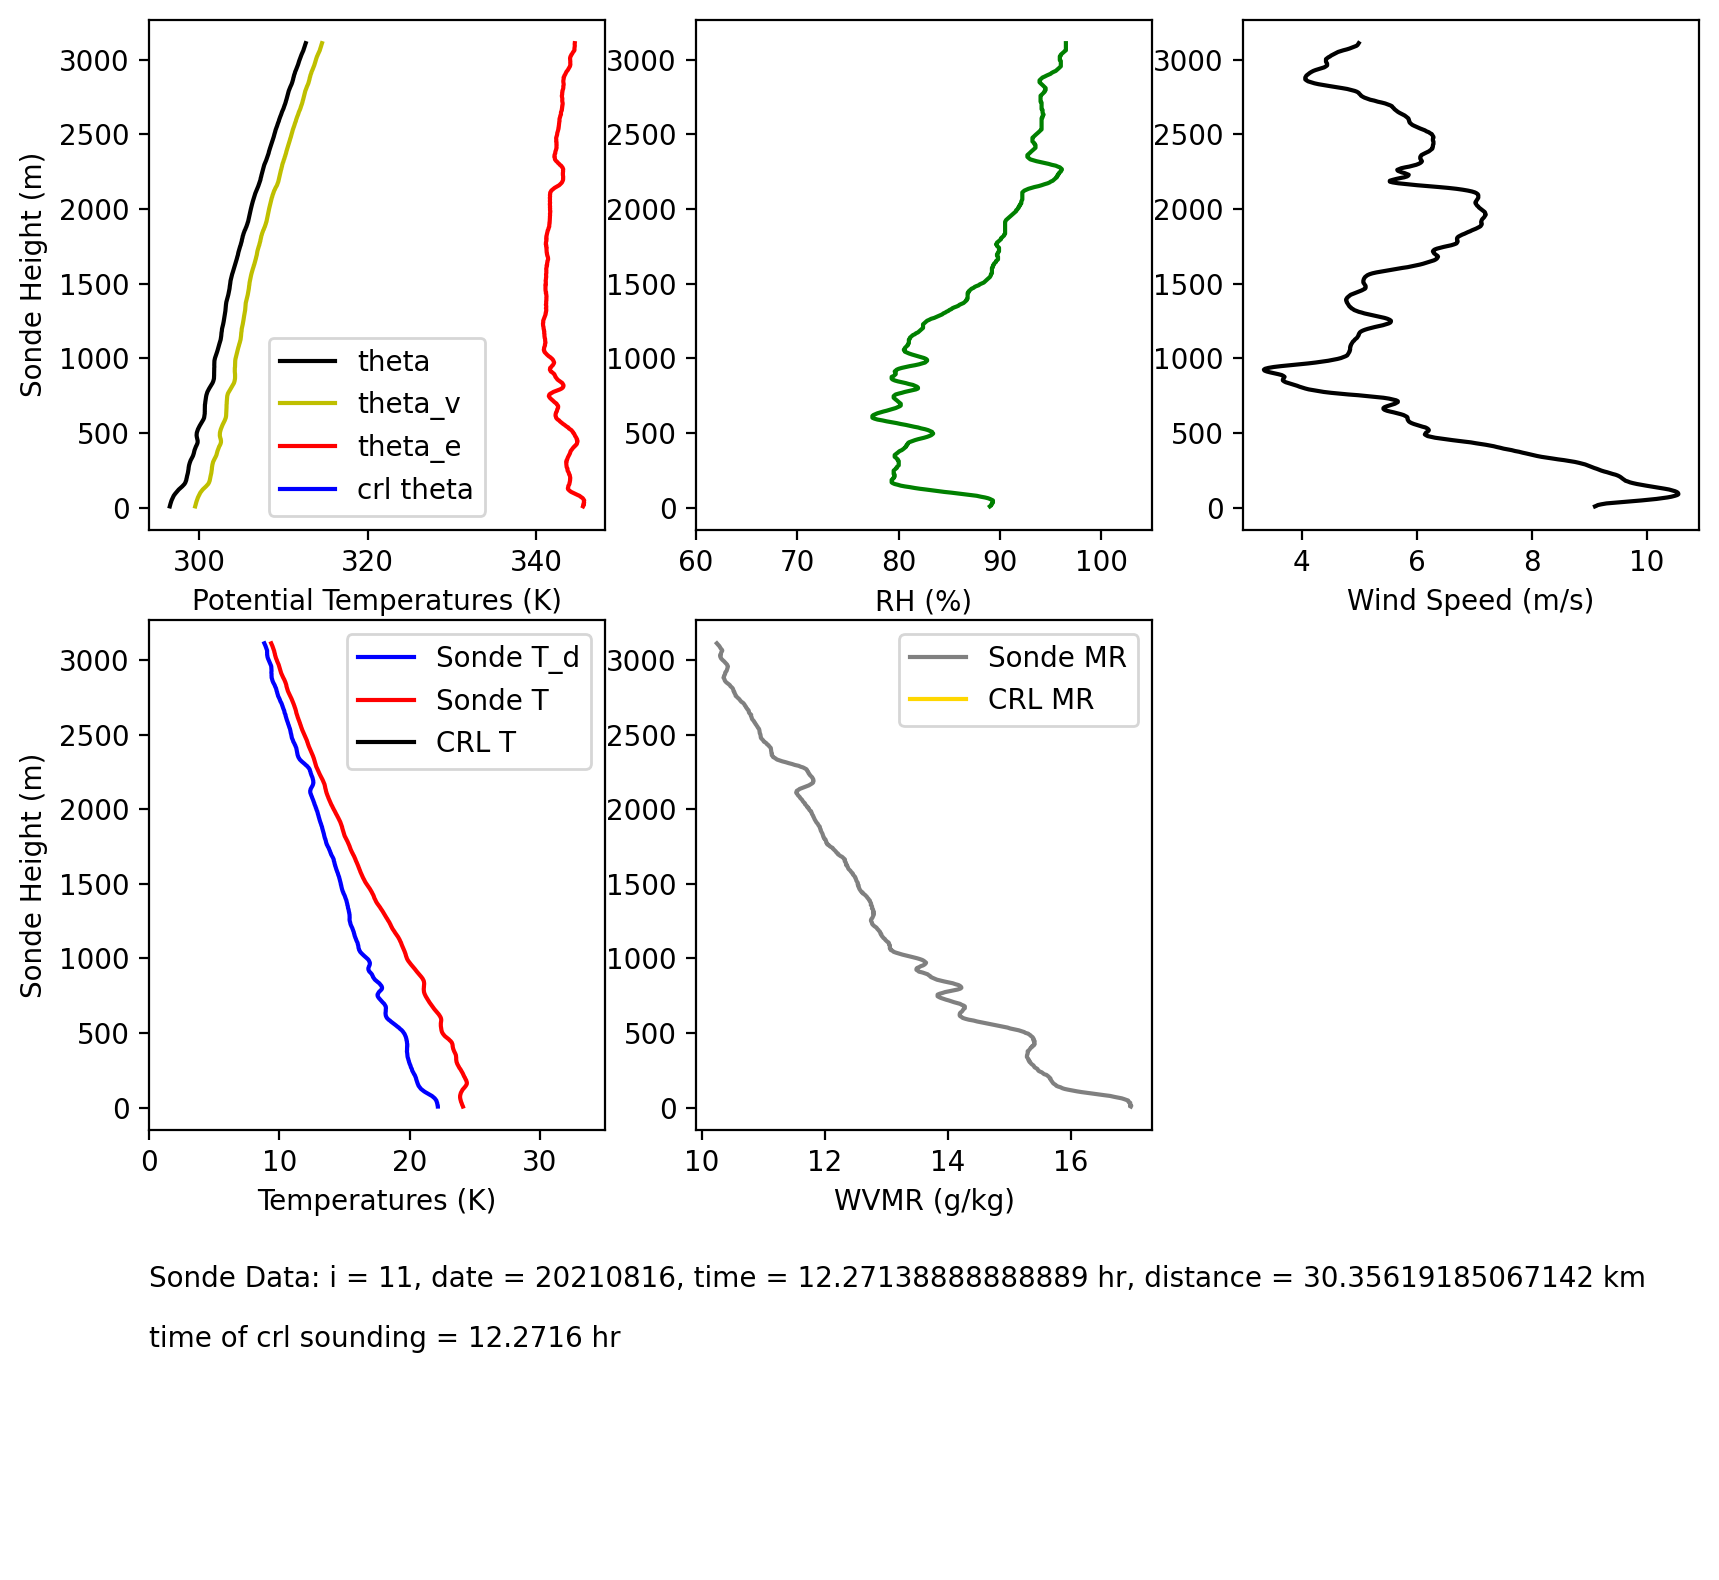 3000
2500
2000
1500
1000
500
0
Sonde Height (m)
theta
theta_v
theta_e
crl theta
300 320 340
Potential Temperatures (K)
3000
2500
2000
1500
1000
500
0
60 70 80 90 100
RH (%)
3000
2500
2000
1500
1000
500
0
4 6 8 10
Wind Speed (m/s)
3000
2500
2000
1500
1000
500
0
Sonde Height (m)
Sonde T_d
Sonde T
CRL T
0 10 20 30
Temperatures (K)
3000
2500
2000
1500
1000
500
0
Sonde MR
CRL MR
10 12 14 16
WVMR (g/kg)
Sonde Data: i = 11, date = 20210816, time = 12.27138888888889 hr, distance = 30.35619185067142 km
time of crl sounding = 12.2716 hr